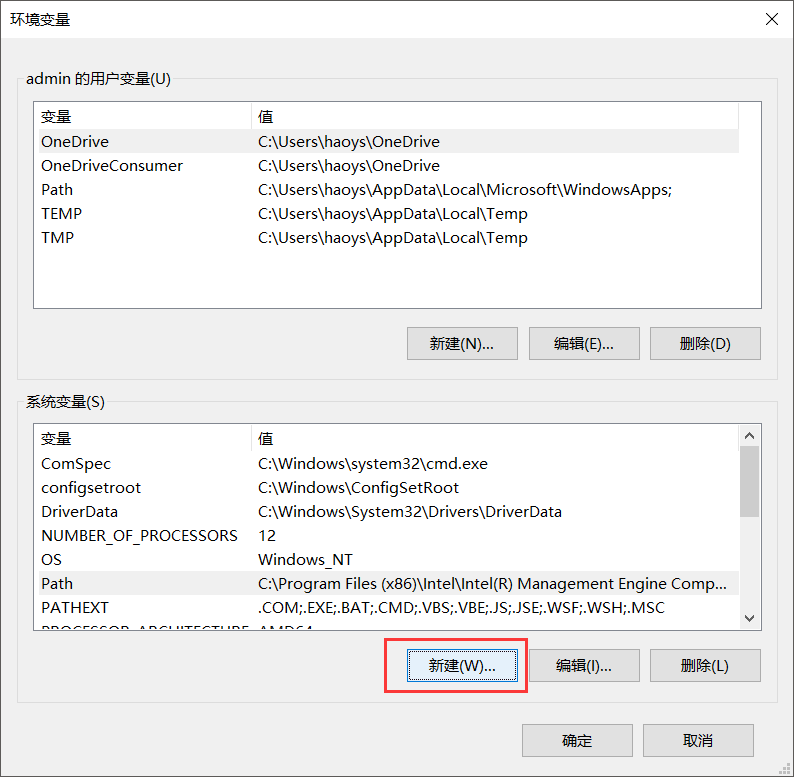 环境变量
admin 的用户变量(U)
变量 值
OneDrive C:\Users\haoys\OneDrive
OneDriveConsumer C:\Users\haoys\OneDrive
Path C:\Users\haoys\AppData\Local\Microsoft\WindowsApps;
TEMP C:\Users\haoys\AppData\Local\Temp
TMP C:\Users\haoys\AppData\Local\Temp
新建(N)... 编辑(E)... 删除(D)
系统变量(S)
变量 值
ComSpec C:\Windows\system32\cmd.exe
configsetroot C:\Windows\ConfigSetRoot
DriverData C:\Windows\System32\Drivers\DriverData
NUMBER_OF_PROCESSORS 12
OS Windows_NT
Path C:\Program Files (x86)\Intel\Intel(R) Management Engine Comp...
PATHEXT .COM;.EXE;.BAT;.CMD;.VBS;.VBE;.JS;.JSE;.WSF;.WSH;.MSC
PROCESSOR_ARCHITECTURE AMD64
新建(W)... 编辑(I)... 删除(L)
确定 取消